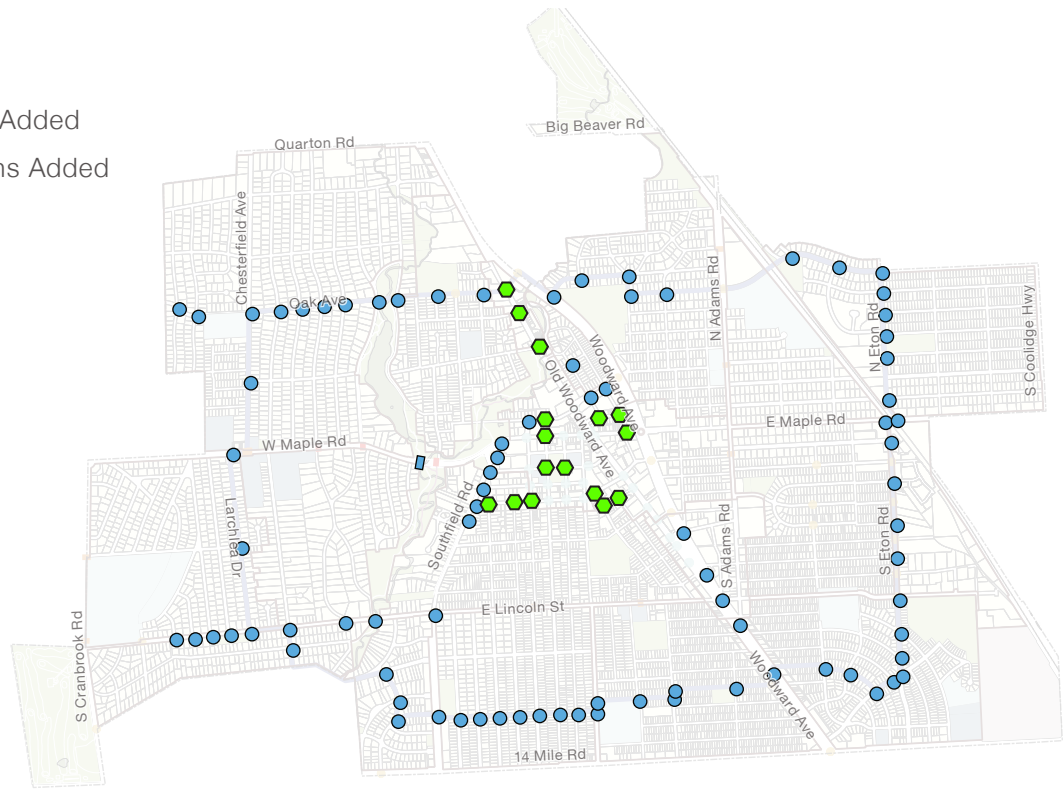 Added
ns Added
Big Beaver Rd
Quarton Rd
Chesterfield Ave
N Adams Rd
Oak Ave
N Eton Rd
S Coolidge Hwy
Woodward Ave
Old Woodward Ave
E Maple Rd
W Maple Rd
Southfield Rd
Larchlea Dr
S Adams Rd
S Eton Rd
E Lincoln St
S Cranbrook Rd
Woodward Ave
14 Mile Rd